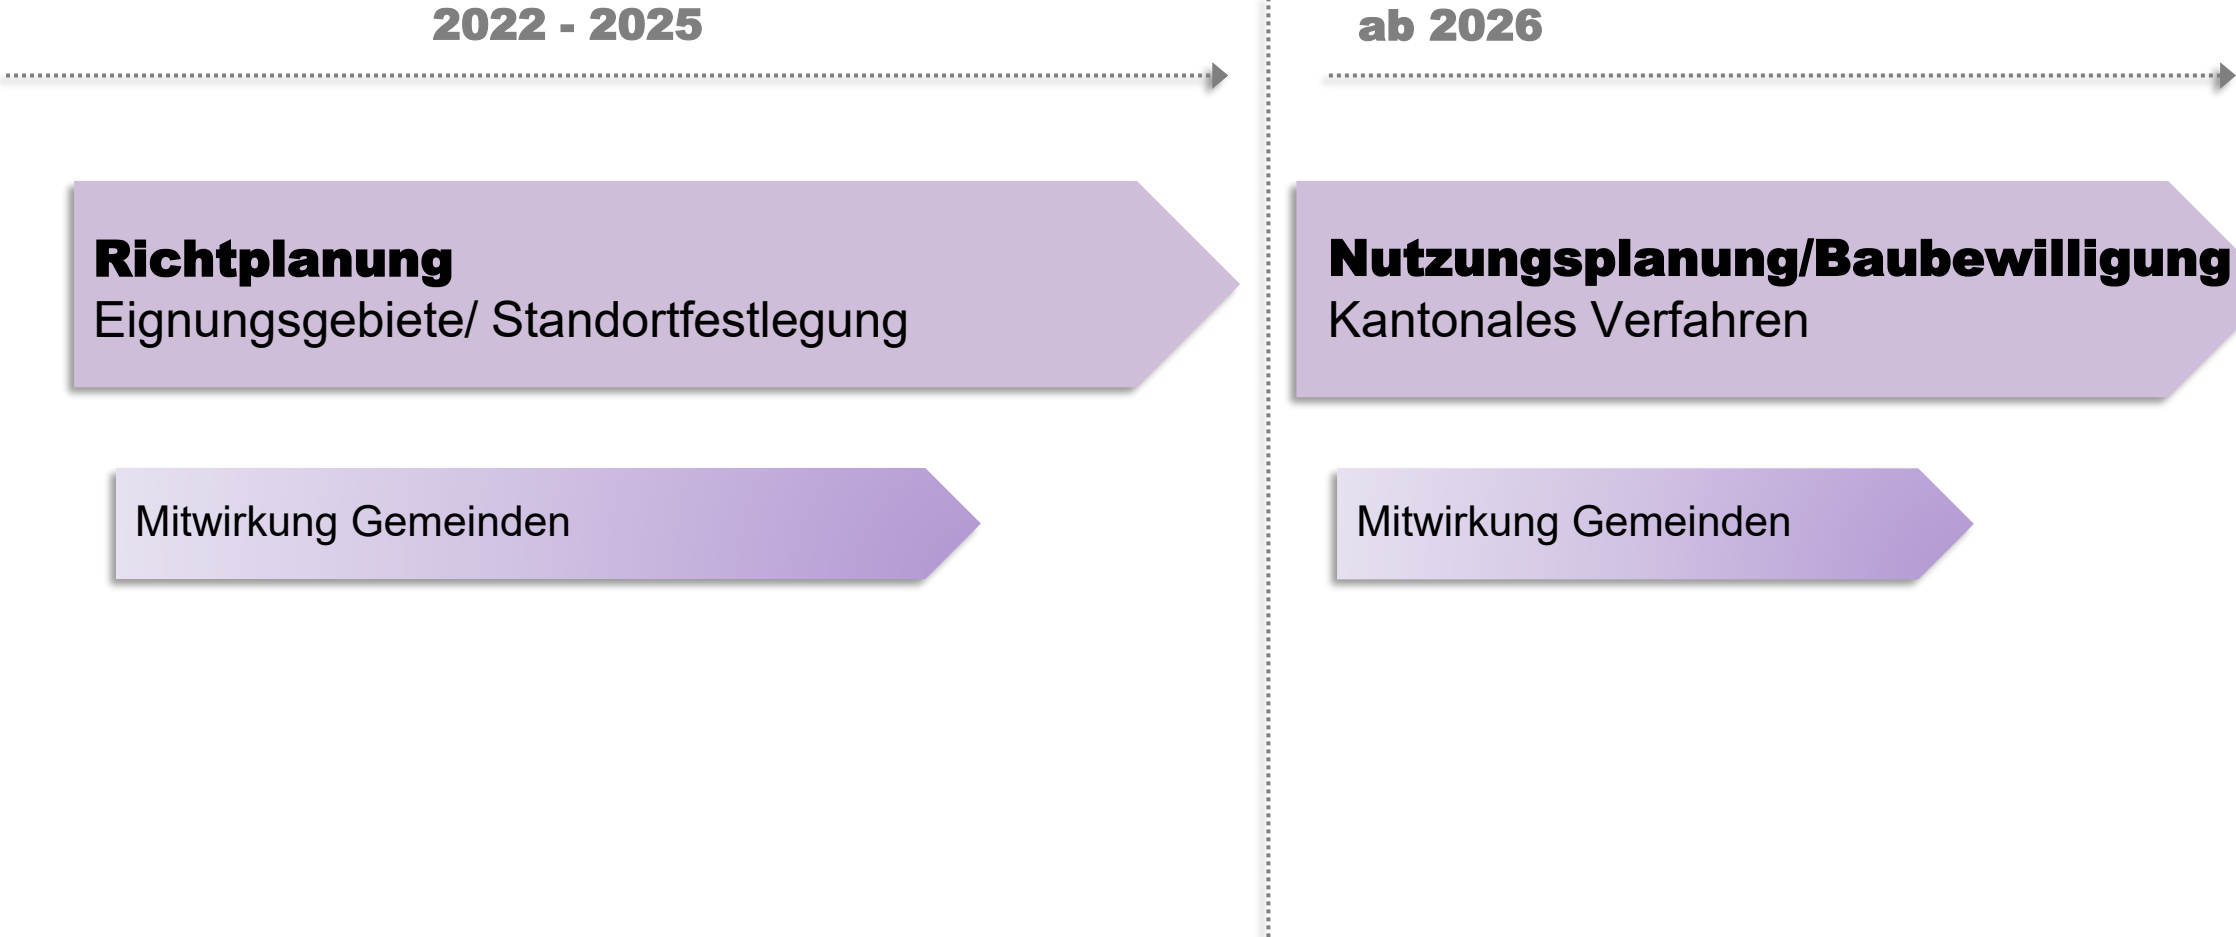 2022 - 2025
ab 2026
Richtplanung
Eignungsgebiete/ Standortfestlegung
Nutzungsplanung/Baubewilligung
Kantonales Verfahren
Mitwirkung Gemeinden
Mitwirkung Gemeinden